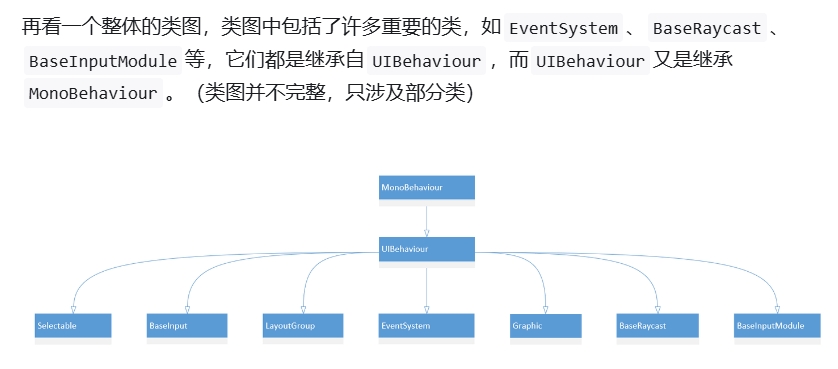 再看一个整体的类图，类图中包括了许多重要的类，如 EventSystem 、 BaseRaycast 、
BaseInputModule 等，它们都是继承自 UIBehaviour ，而 UIBehaviour 又是继承
MonoBehaviour 。（类图并不完整，只涉及部分类）
MonoBehaviour
UIBehaviour
Selectable
BaseInput
LayoutGroup
EventSystem
Graphic
BaseRaycast
BaseInputModule